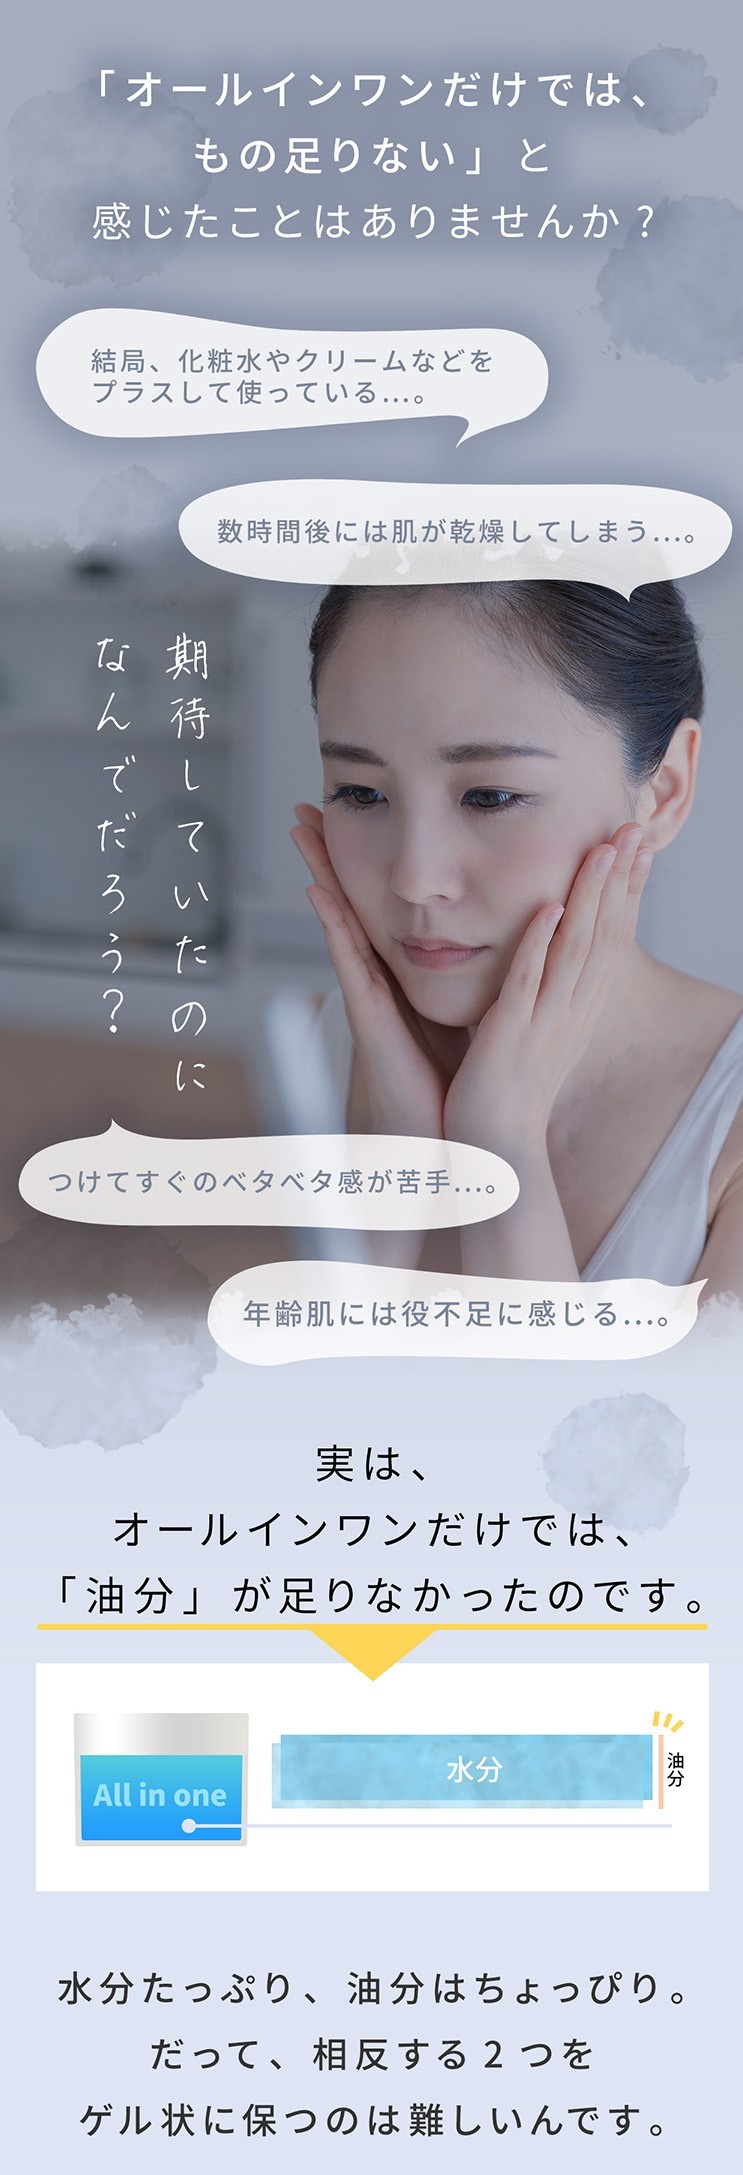 「オールインワンだけでは、
もの足りない」と
感じたことはありませんか?
結局、化粧水やクリームなどを
プラスして使っている...。
数時間後には肌が乾燥してしまう...。
期待していたのに
なんでだろう?
つけてすぐのベタベタ感が苦手...。
年齢肌には役不足に感じる...。
実は、
オールインワンだけでは、
「油分」が足りなかったのです。
All in one
水分
油分
水分たっぷり、油分はちょっぴり。
だって、相反する2つを
ゲル状に保つのは難しいんです。